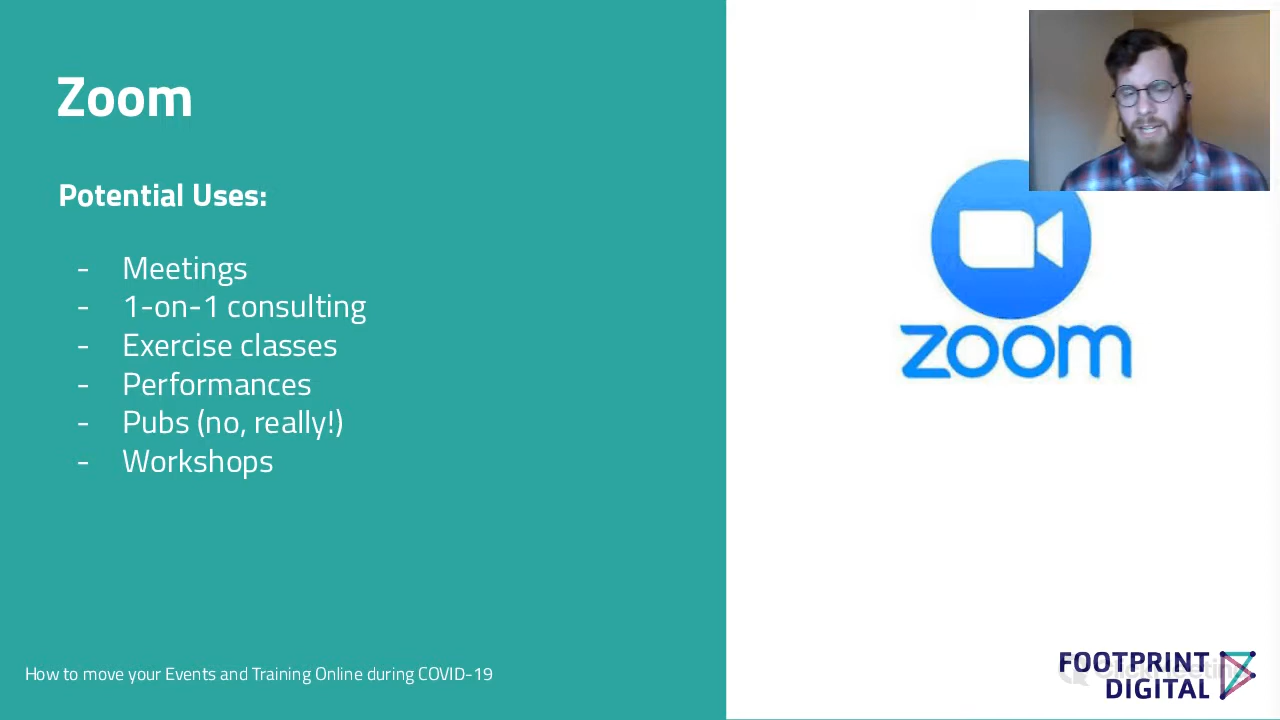 Zoom
Potential Uses:
- Meetings
- 1-on-1 consulting
- Exercise classes
- Performances
- Pubs (no, really!)
- Workshops
zoom
How to move your Events and Training Online during COVID-19
FOOTPRINT
DIGITAL
ClickMeeting